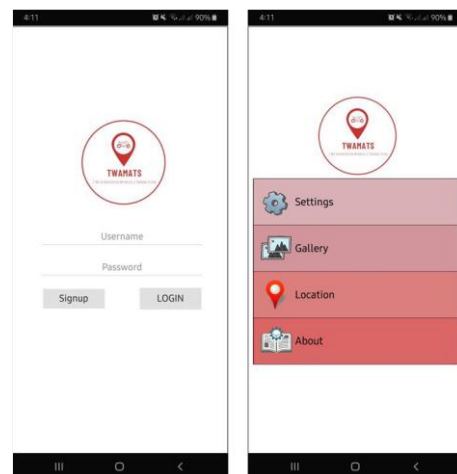 4:11
90%
TWAMATS
Username
Password
Signup
LOGIN
4:11
90%
TWAMATS
Settings
Gallery
Location
About